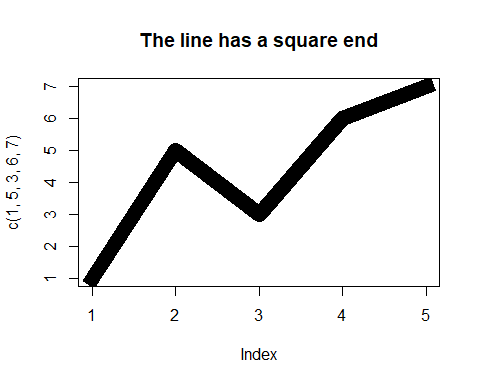 The line has a square end
7
6
5
4
3
2
1
c(1, 5, 3, 6, 7)
1 2 3 4 5
Index